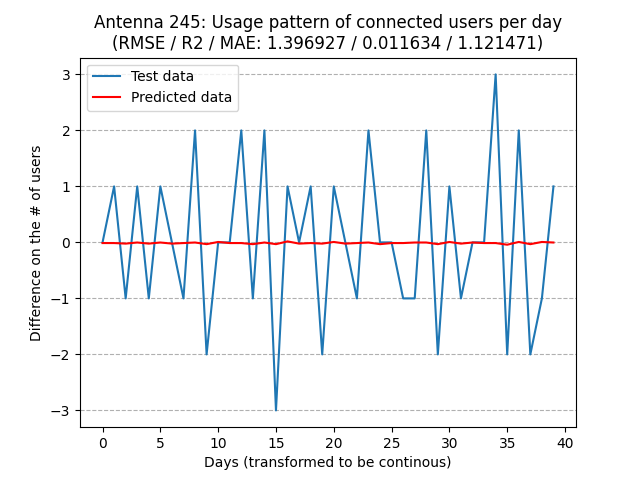 Antenna 245: Usage pattern of connected users per day
(RMSE / R2 / MAE: 1.396927 / 0.011634 / 1.121471)
Test data
Predicted data
3
2
1
0
−1
−2
−3
Difference on the # of users
0 5 10 15 20 25 30 35 40
Days (transformed to be continous)